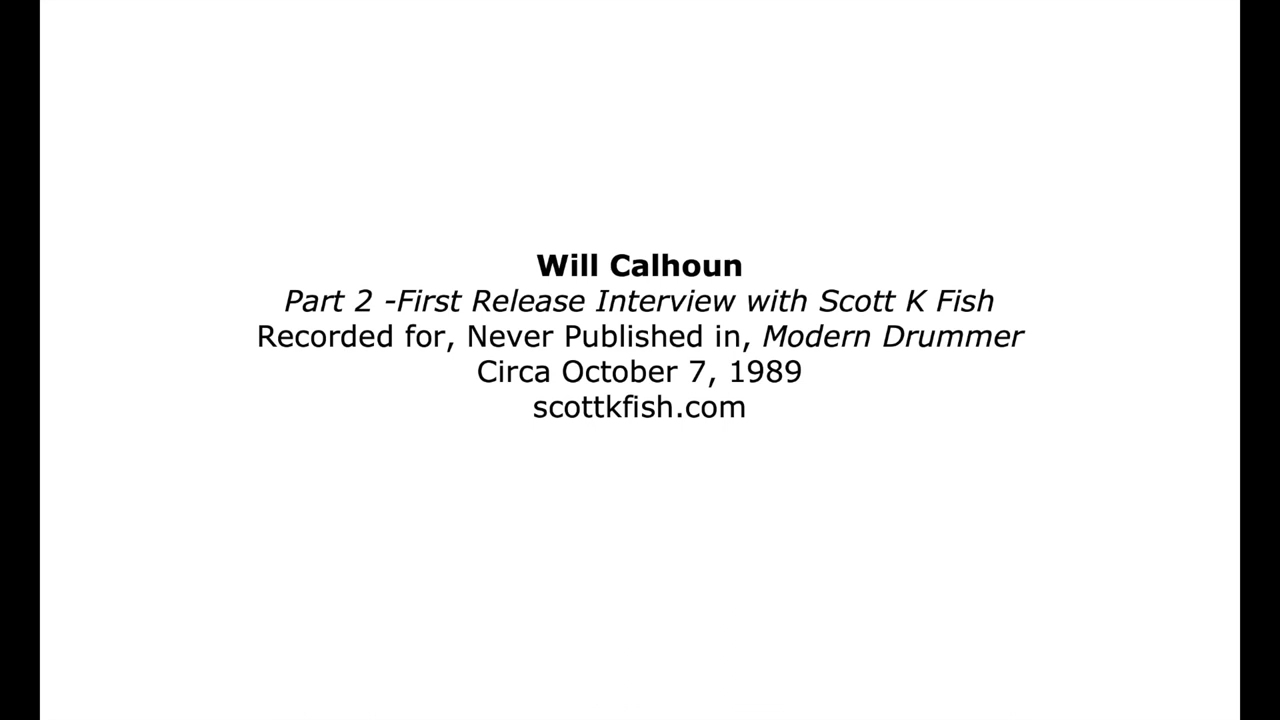 Will Calhoun
Part 2 -First Release Interview with Scott K Fish
Recorded for, Never Published in, Modern Drummer
Circa October 7, 1989
scottkfish.com